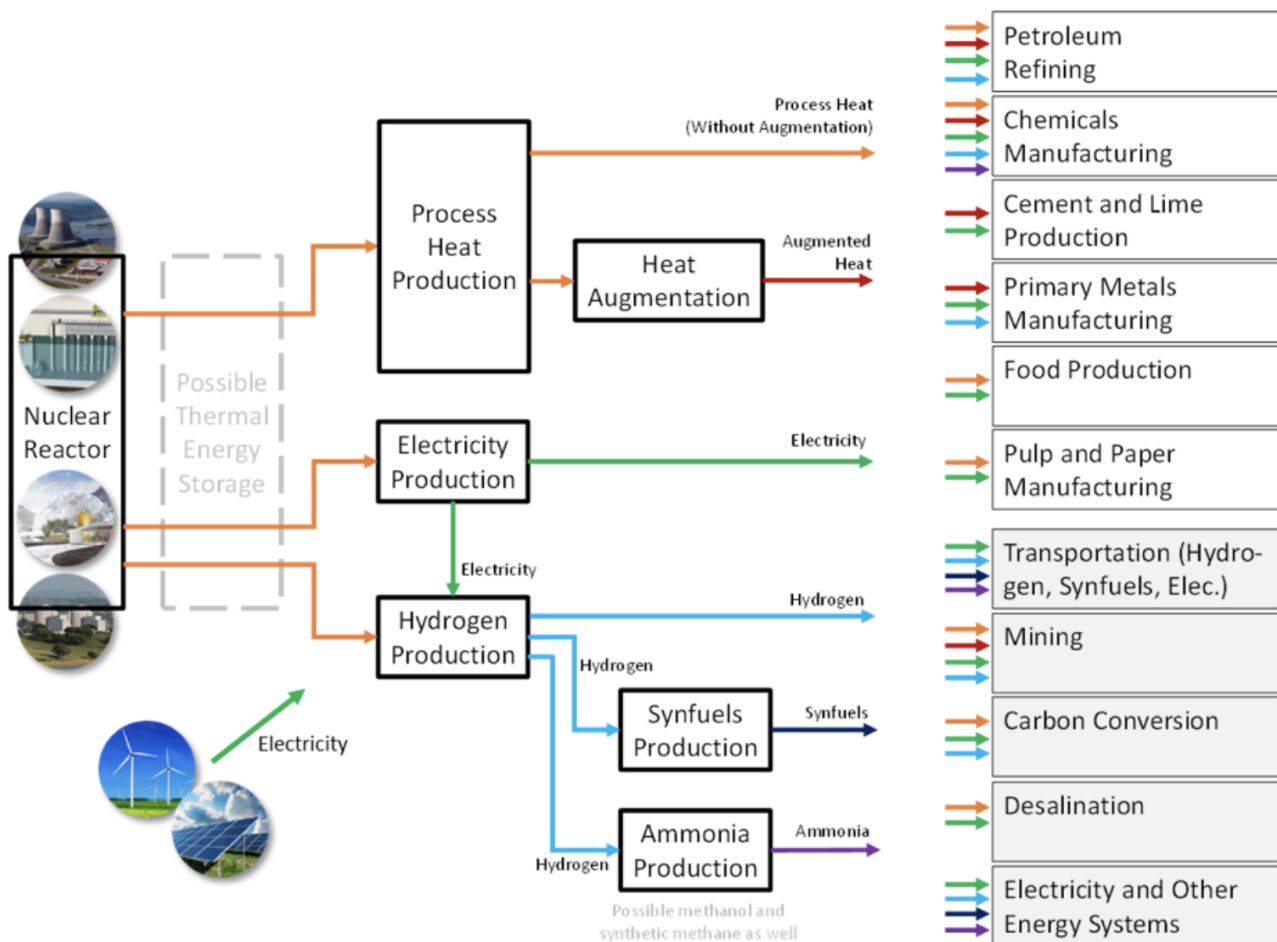 Process Heat
(Without Augmentation)
Process
Heat
Production
Heat
Augmentation
Augmented
Heat
Nuclear
Reactor
Possible
Thermal
Energy
Storage
Electricity
Production
Electricity
Electricity
Hydrogen
Production
Hydrogen
Hydrogen
Synfuels
Production
Synfuels
Hydrogen
Ammonia
Production
Ammonia
Possible methanol and
synthetic methane as well
Electricity
Petroleum
Refining
Chemicals
Manufacturing
Cement and Lime
Production
Primary Metals
Manufacturing
Food Production
Pulp and Paper
Manufacturing
Transportation (Hydro-
gen, Synfuels, Elec.)
Mining
Carbon Conversion
Desalination
Electricity and Other
Energy Systems